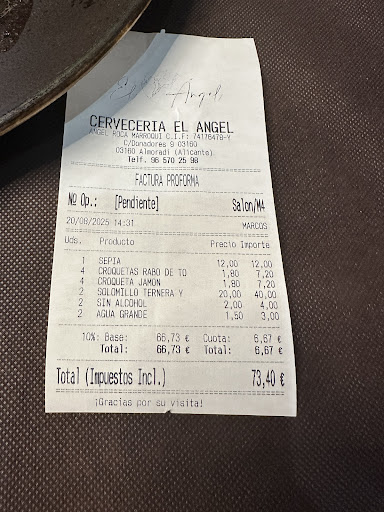 El Angel
CERVECERIA EL ANGEL
ANGEL ROCA MARROQUI C.I.F: 74176479-Y
C/Donadores 9 03160
03160 Almoradi (Alicante)
Telf. 96 570 25 98
FACTURA PROFORMA
Nº Op.: [Pendiente] Salon/M4
20/08/2025 14:31 MARCOS
Uds. Producto Precio Importe
1 SEPIA 12,00 12,00
4 CROQUETAS RABO DE TO 1,80 7,20
4 CROQUETA JAMON 1,80 7,20
2 SOLOMILLO TERNERA Y 20,00 40,00
2 SIN ALCOHOL 2,00 4,00
2 AGUA GRANDE 1,50 3,00
10%: Base: 66,73 € Cuota: 6,67 €
Total: 66,73 € Total: 6,67 €
Total (Impuestos Incl.) 73,40 €
¡Gracias por su visita!